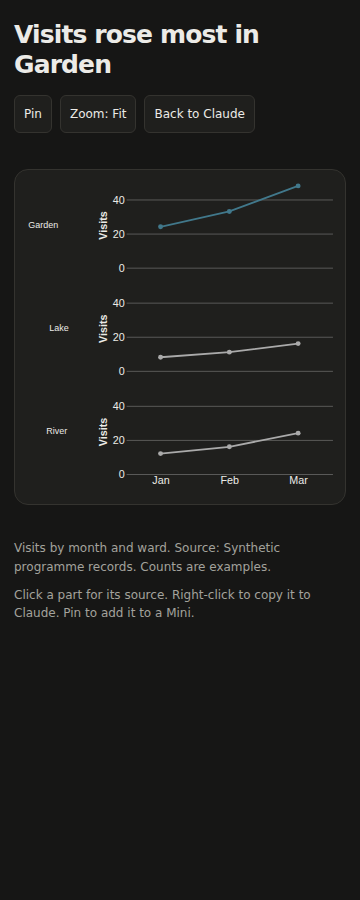 Visits rose most in
Garden
Pin
Zoom: Fit
Back to Claude
Garden
Visits
40
20
0
Lake
Visits
40
20
0
River
Visits
40
20
0
Jan Feb Mar
Visits by month and ward. Source: Synthetic
programme records. Counts are examples.
Click a part for its source. Right-click to copy it to
Claude. Pin to add it to a Mini.